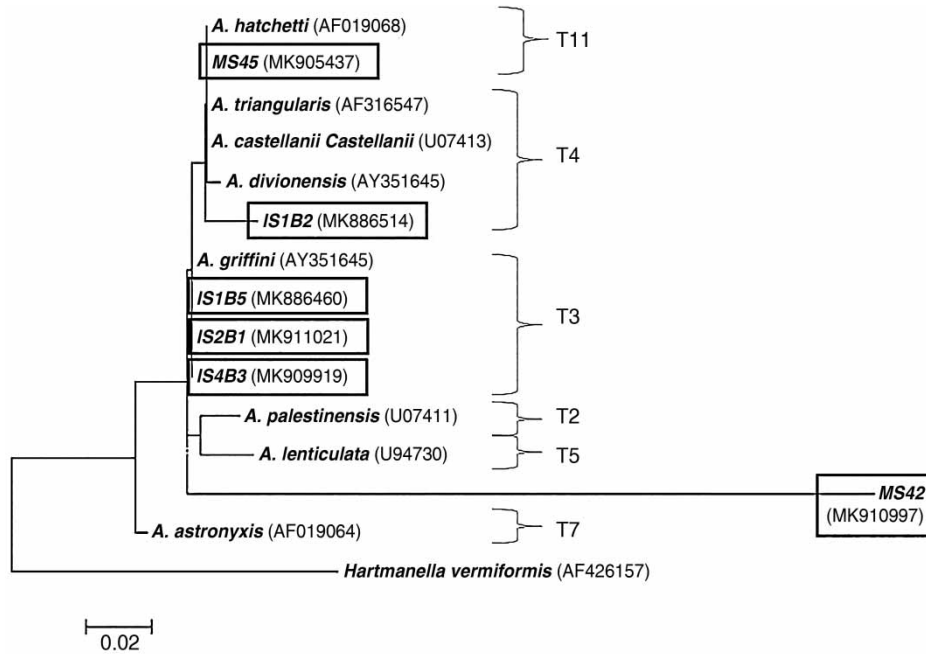 A. hatchetti (AF019068)
T11
MS45 (MK905437)
A. triangularis (AF316547)
A. castellanii Castellanii (U07413)
T4
A. divionensis (AY351645)
IS1B2 (MK886514)
A. griffini (AY351645)
IS1B5 (MK886460)
T3
IS2B1 (MK911021)
IS4B3 (MK909919)
A. palestinensis (U07411)
T2
A. lenticulata (U94730)
T5
MS42
(MK910997)
A. astronyxis (AF019064)
T7
Hartmanella vermiformis (AF426157)
0.02